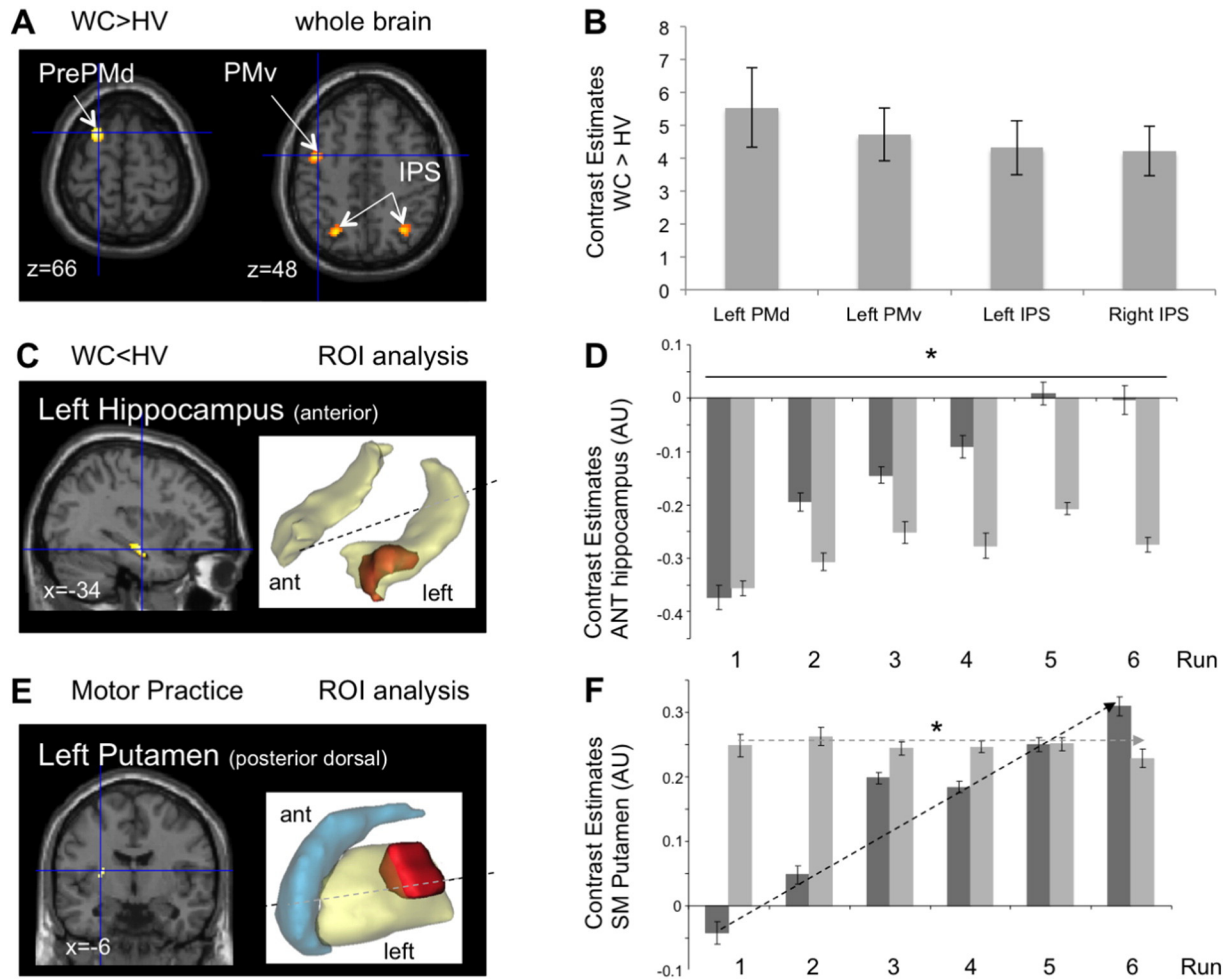 A WC>HV whole brain
PrePMd PMv
IPS
z=66 z=48
B
8
7
6
5
4
3
2
1
0
Contrast Estimates
WC > HV
Left PMd Left PMv Left IPS Right IPS
C WC<HV ROI analysis
Left Hippocampus (anterior)
ant
left
x=-34
D
*
0.1
0
-0.1
-0.2
-0.3
-0.4
Contrast Estimates
ANT hippocampus (AU)
1 2 3 4 5 6 Run
E Motor Practice ROI analysis
Left Putamen (posterior dorsal)
ant
left
x=-6
F
*
0.3
0.2
0.1
0
-0.1
Contrast Estimates
SM Putamen (AU)
1 2 3 4 5 6 Run